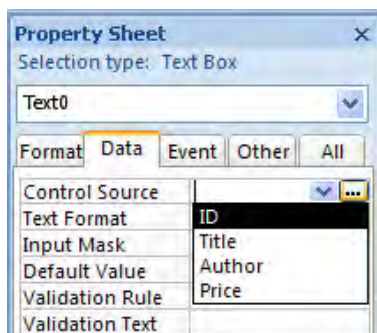 Property Sheet
Selection type: Text Box
Text0
Format Data Event Other All
Control Source
Text Format ID
Input Mask Title
Default Value Author
Validation Rule Price
Validation Text